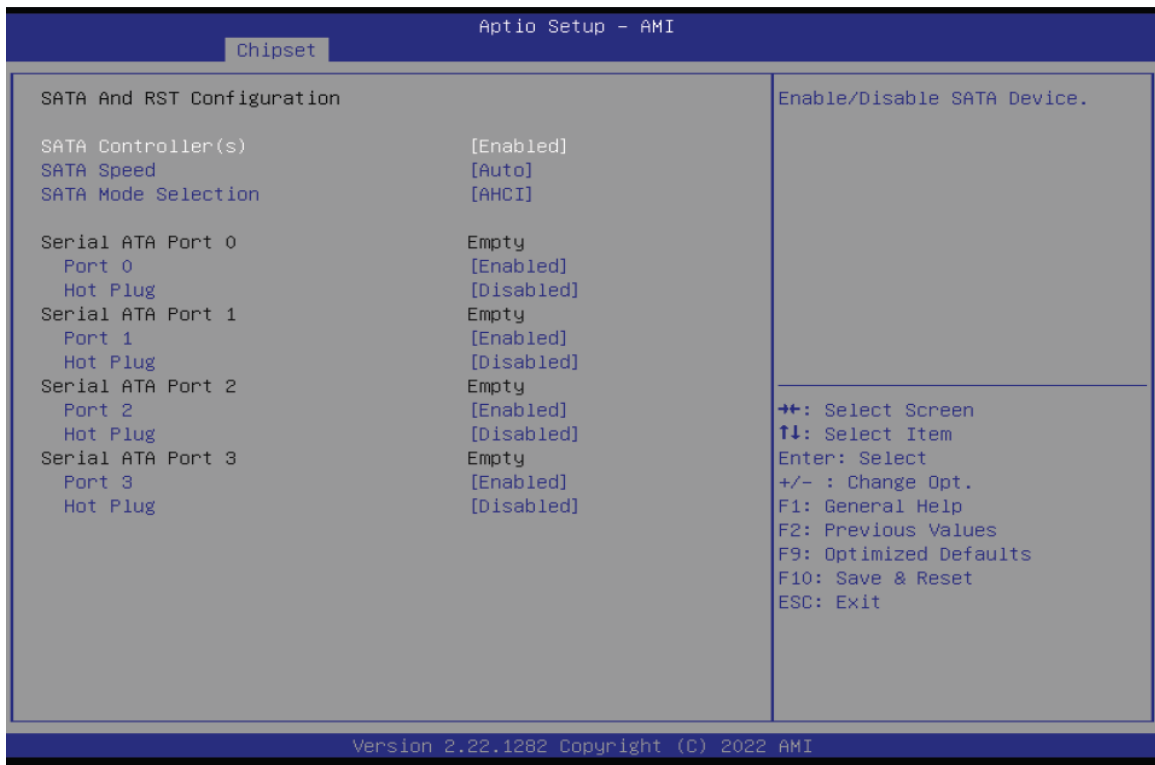 Aptio Setup – AMI
Chipset
SATA And RST Configuration
SATA Controller(s) [Enabled]
SATA Speed [Auto]
SATA Mode Selection [AHCI]
Serial ATA Port 0 Empty
Port 0 [Enabled]
Hot Plug [Disabled]
Serial ATA Port 1 Empty
Port 1 [Enabled]
Hot Plug [Disabled]
Serial ATA Port 2 Empty
Port 2 [Enabled]
Hot Plug [Disabled]
Serial ATA Port 3 Empty
Port 3 [Enabled]
Hot Plug [Disabled]
Enable/Disable SATA Device.
→←: Select Screen
↑↓: Select Item
Enter: Select
+/- : Change Opt.
F1: General Help
F2: Previous Values
F9: Optimized Defaults
F10: Save & Reset
ESC: Exit
Version 2.22.1282 Copyright (C) 2022 AMI